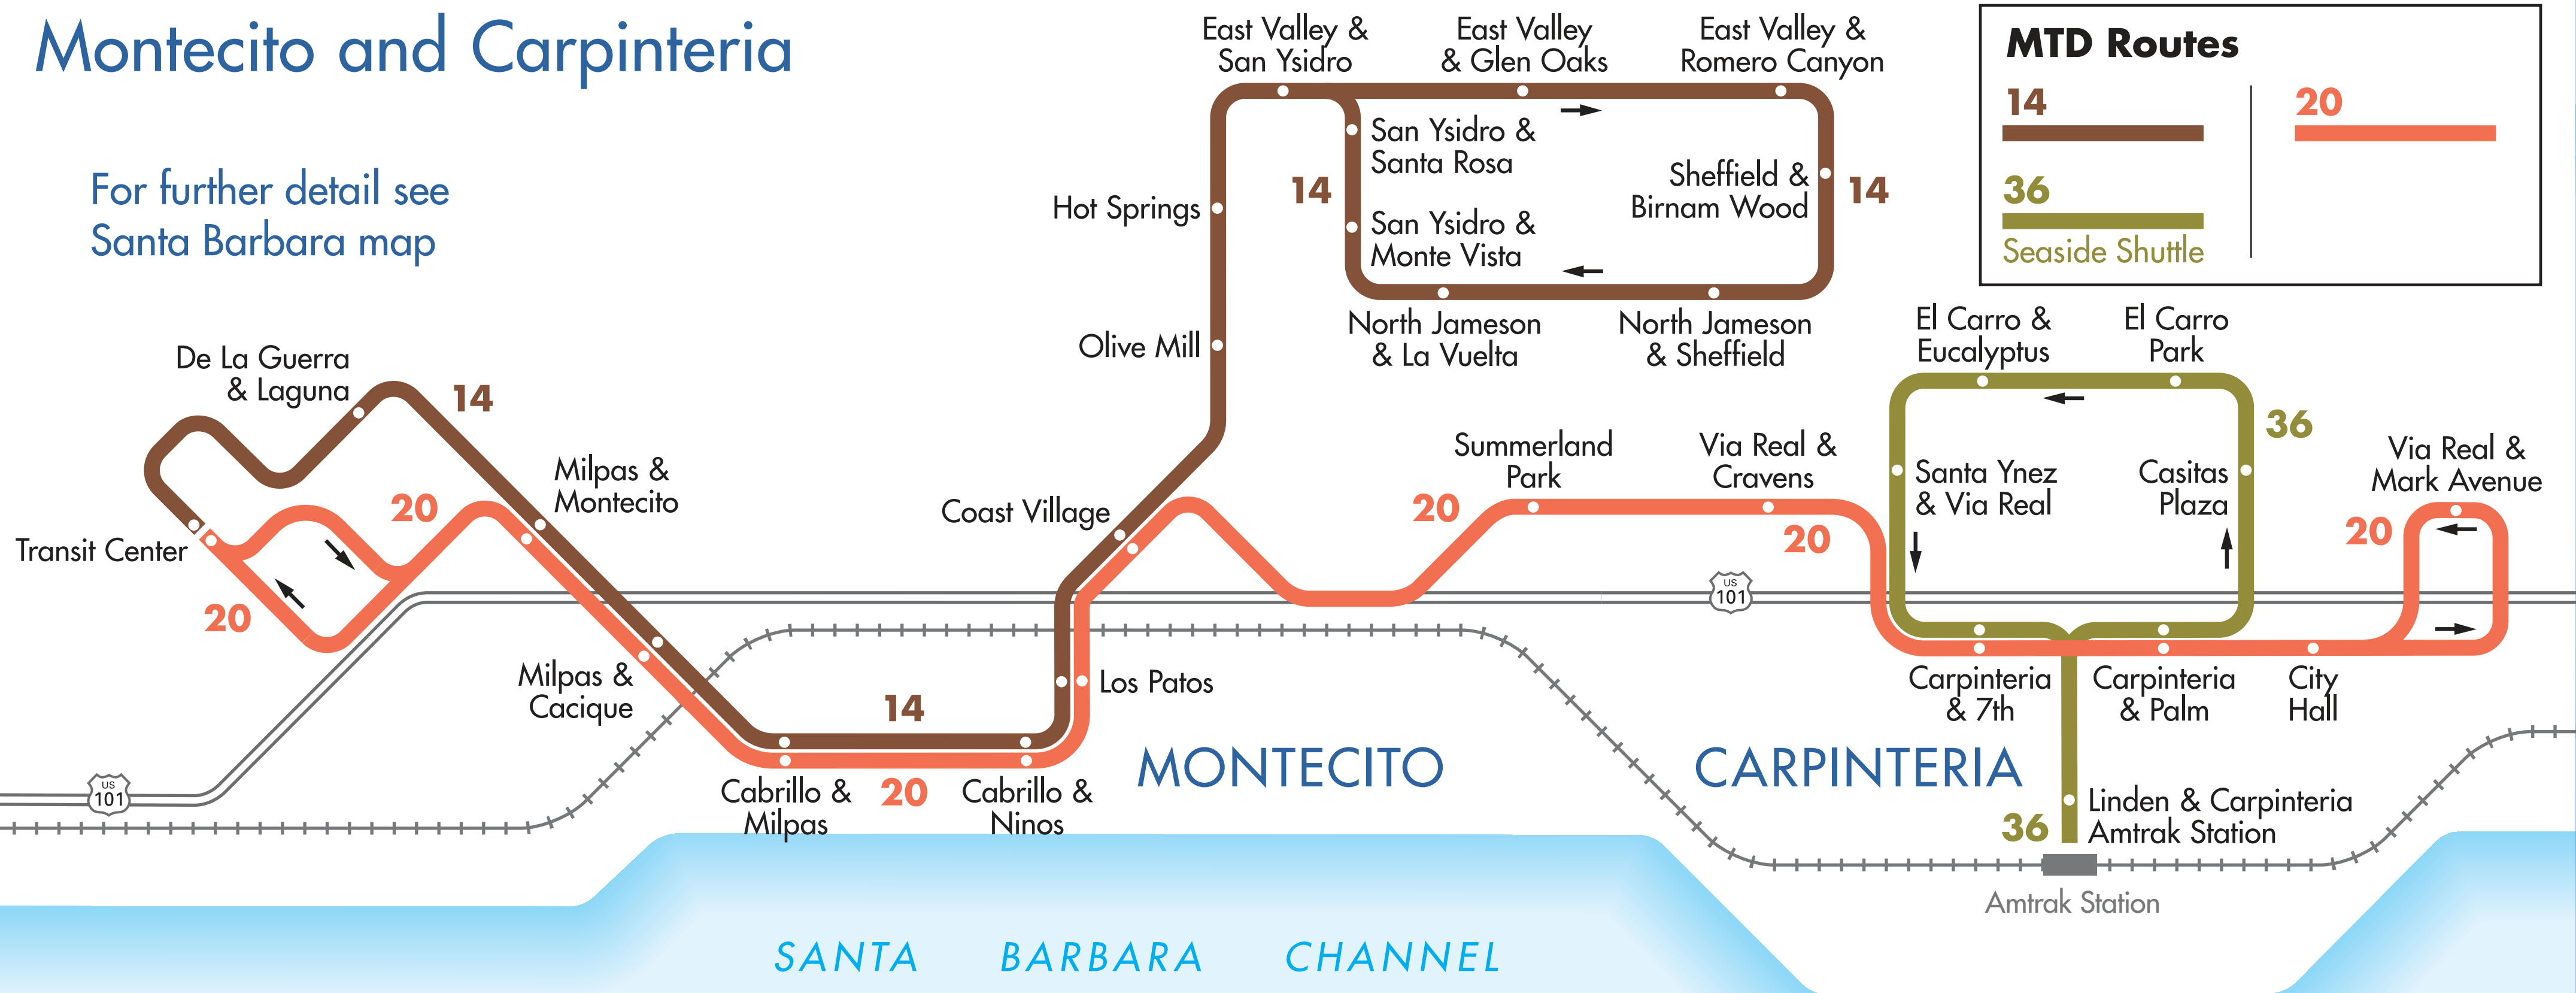 Montecito and Carpinteria
For further detail see
Santa Barbara map
MTD Routes
14
20
36
Seaside Shuttle
East Valley &
San Ysidro
East Valley
& Glen Oaks
East Valley &
Romero Canyon
San Ysidro &
Santa Rosa
14
Sheffield &
Birnam Wood
14
Hot Springs
San Ysidro &
Monte Vista
North Jameson
& La Vuelta
North Jameson
& Sheffield
Olive Mill
El Carro &
Eucalyptus
El Carro
Park
De La Guerra
& Laguna
14
36
Milpas &
Montecito
Summerland
Park
Via Real &
Cravens
Santa Ynez
& Via Real
Casitas
Plaza
Via Real &
Mark Avenue
20
Coast Village
20
20
20
Transit Center
20
US
101
Milpas &
Cacique
Los Patos
Carpinteria
& 7th
Carpinteria
& Palm
City
Hall
14
MONTECITO
CARPINTERIA
US
101
Cabrillo &
Milpas
20
Cabrillo &
Ninos
36
Linden & Carpinteria
Amtrak Station
Amtrak Station
SANTA BARBARA CHANNEL